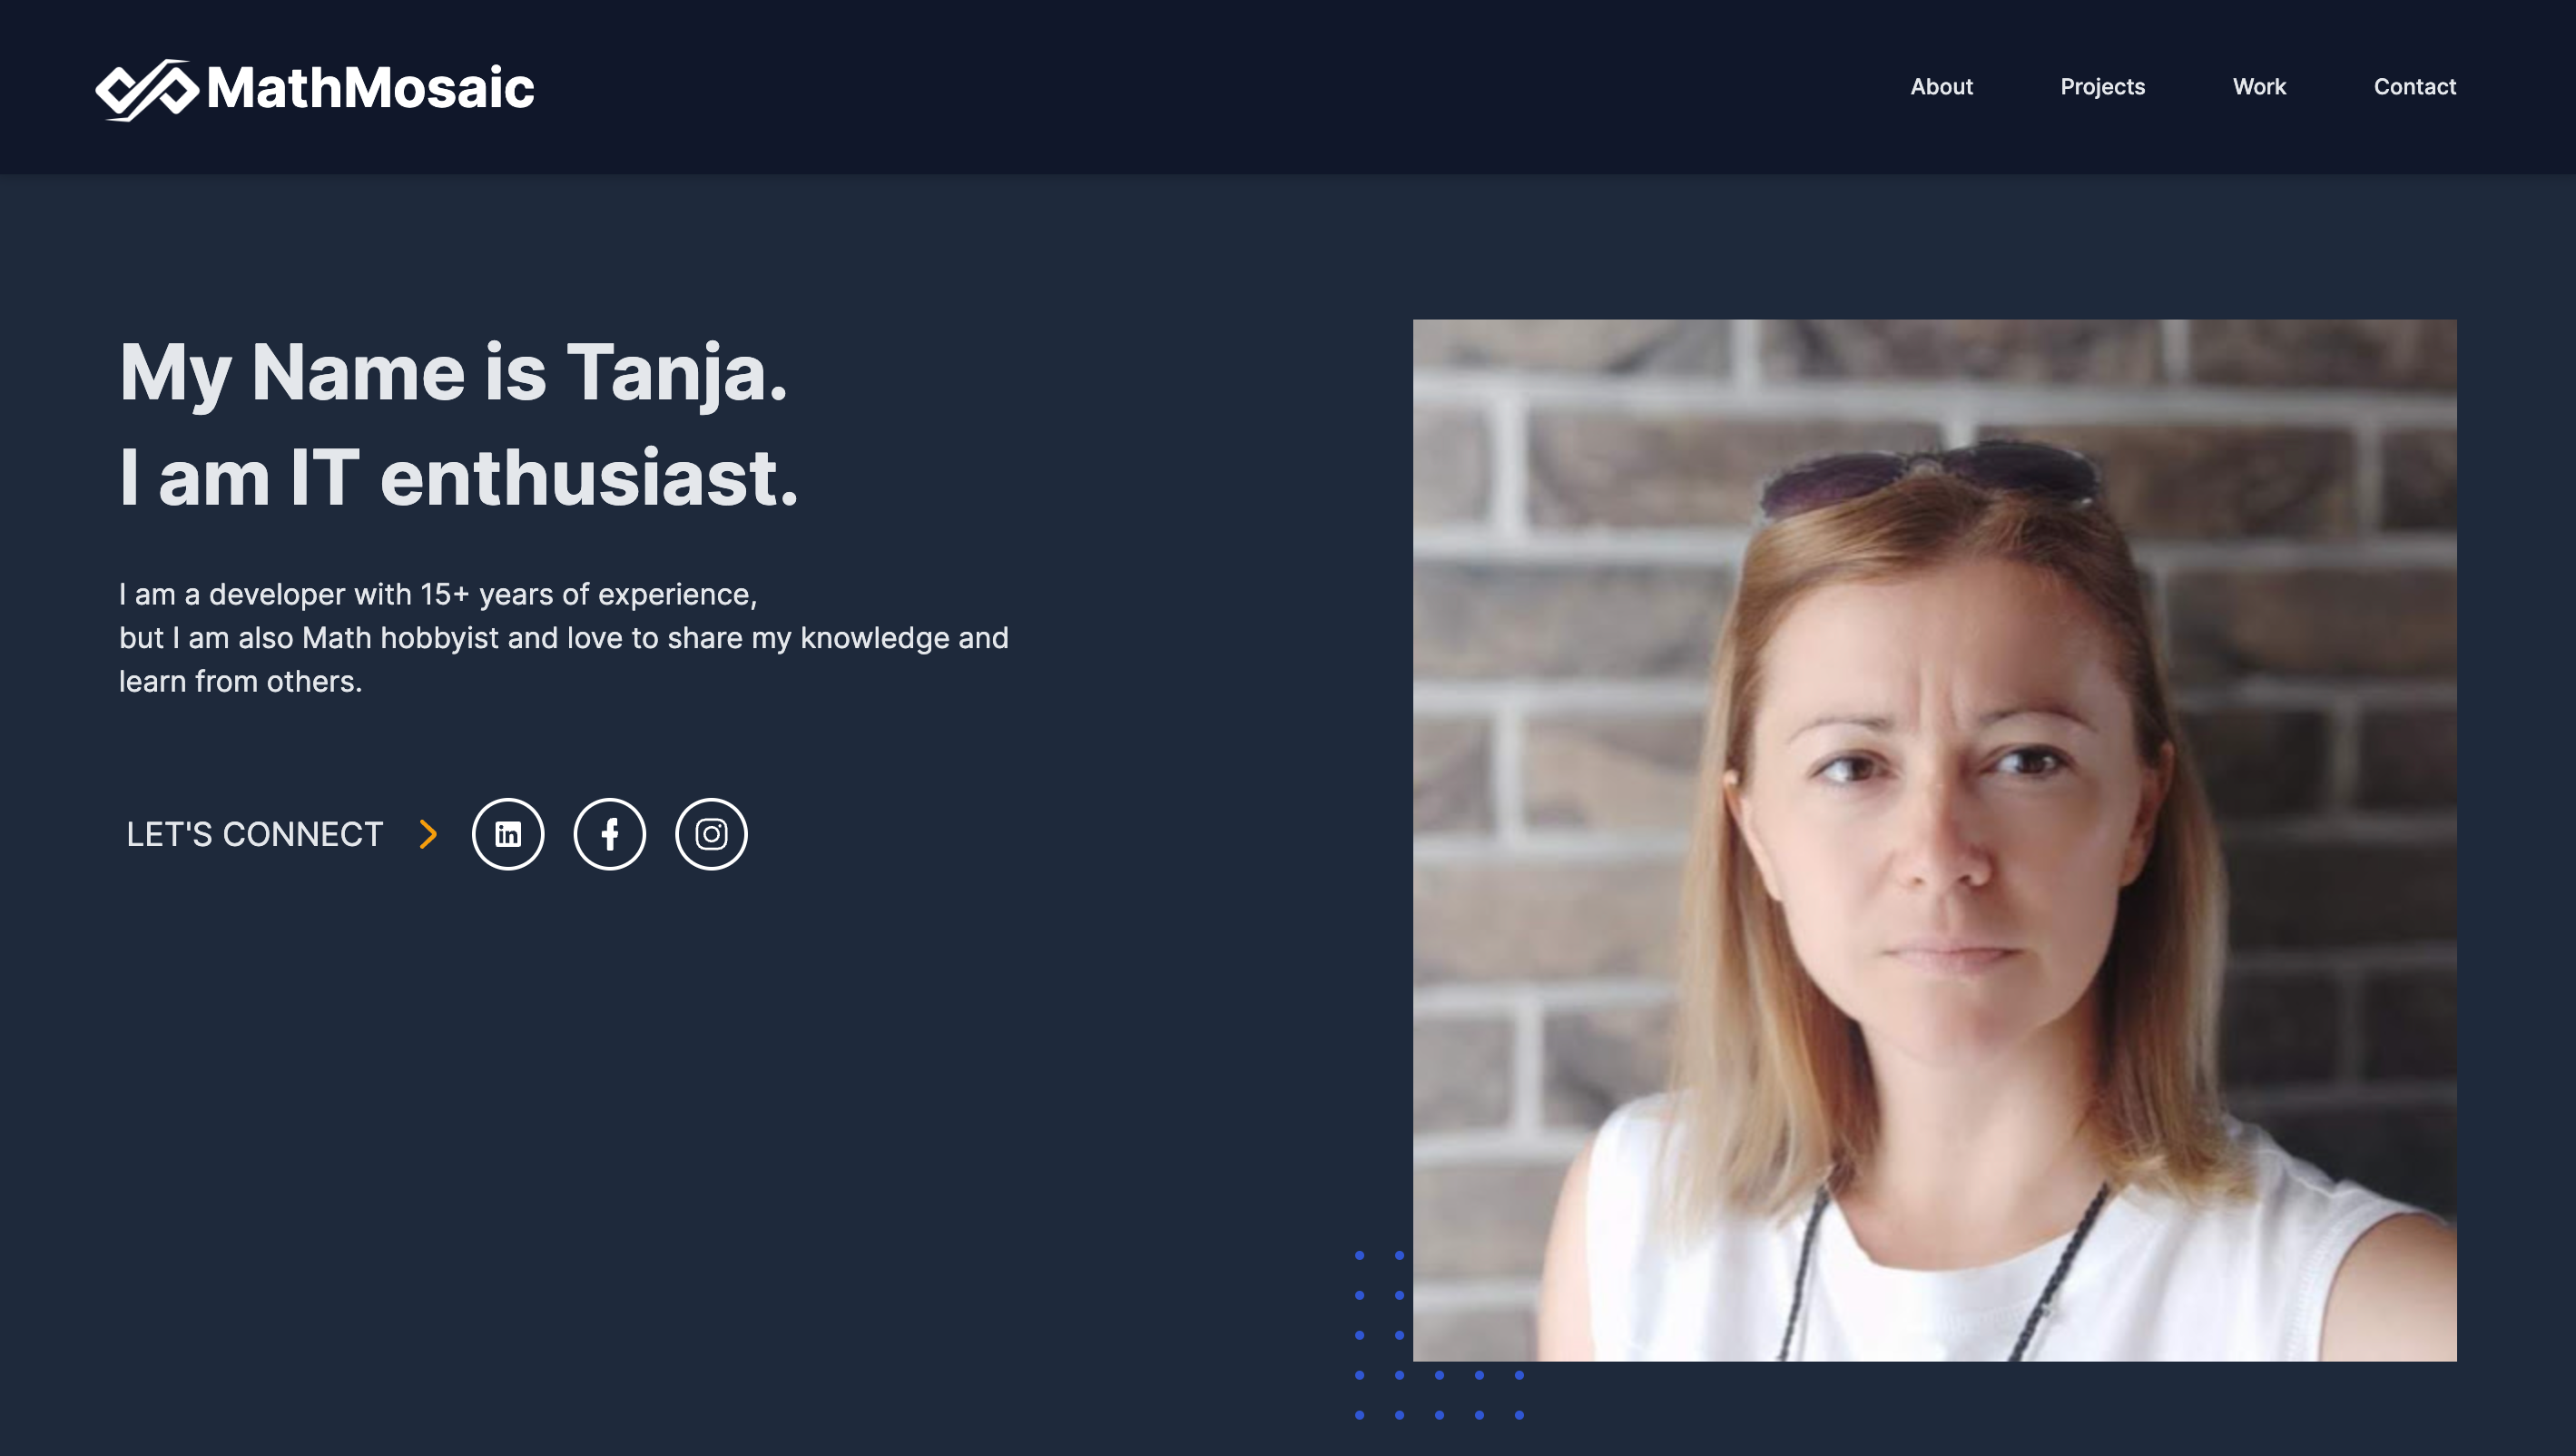 MathMosaic
About
Projects
Work
Contact
My Name is Tanja.
I am IT enthusiast.
I am a developer with 15+ years of experience,
but I am also Math hobbyist and love to share my knowledge and
learn from others.
LET'S CONNECT
in
f